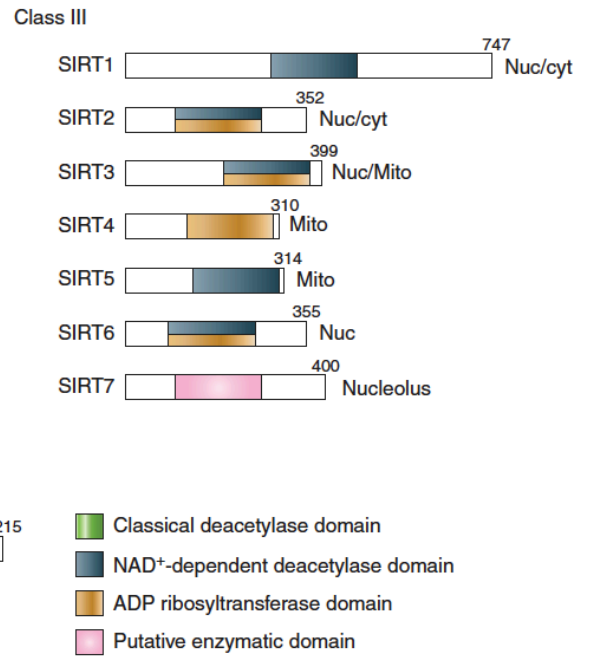 Class III
747
SIRT1 Nuc/cyt
352
SIRT2 Nuc/cyt
399
SIRT3 Nuc/Mito
310
SIRT4 Mito
314
SIRT5 Mito
355
SIRT6 Nuc
400
SIRT7 Nucleolus
215
Classical deacetylase domain
NAD⁺-dependent deacetylase domain
ADP ribosyltransferase domain
Putative enzymatic domain